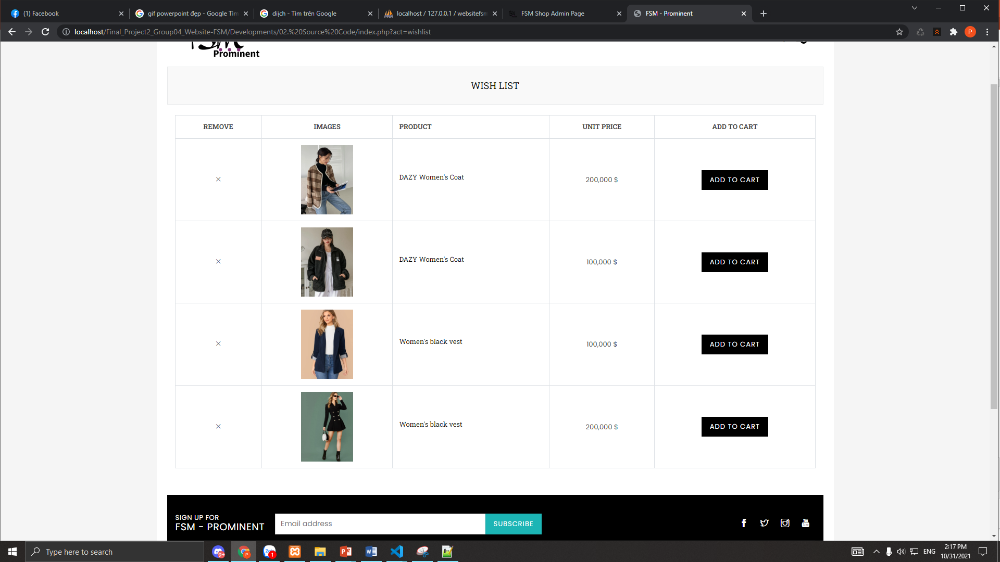 (1) Facebook
gif powerpoint đẹp - Google Tìm
diịch - Tìm trên Google
localhost / 127.0.0.1 / websitefsm
FSM Shop Admin Page
FSM - Prominent
localhost/Final_Project2_Group04_Website-FSM/Developments/02.%20Source%20Code/index.php?act=wishlist
P
Prominent
WISH LIST
REMOVE IMAGES PRODUCT UNIT PRICE ADD TO CART
DAZY Women's Coat 200,000 $ ADD TO CART
DAZY Women's Coat 100,000 $ ADD TO CART
Women's black vest 100,000 $ ADD TO CART
Women's black vest 200,000 $ ADD TO CART
SIGN UP FOR
FSM - PROMINENT
Email address
SUBSCRIBE
Type here to search
9+
P
1
ENG
2:17 PM
10/31/2021